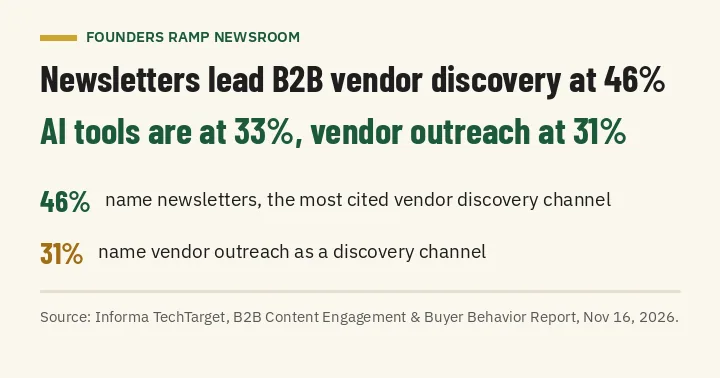 FOUNDERS RAMP NEWSROOM
Newsletters lead B2B vendor discovery at 46%
AI tools are at 33%, vendor outreach at 31%
46% name newsletters, the most cited vendor discovery channel
31% name vendor outreach as a discovery channel
Source: Informa TechTarget, B2B Content Engagement & Buyer Behavior Report, Nov 16, 2026.